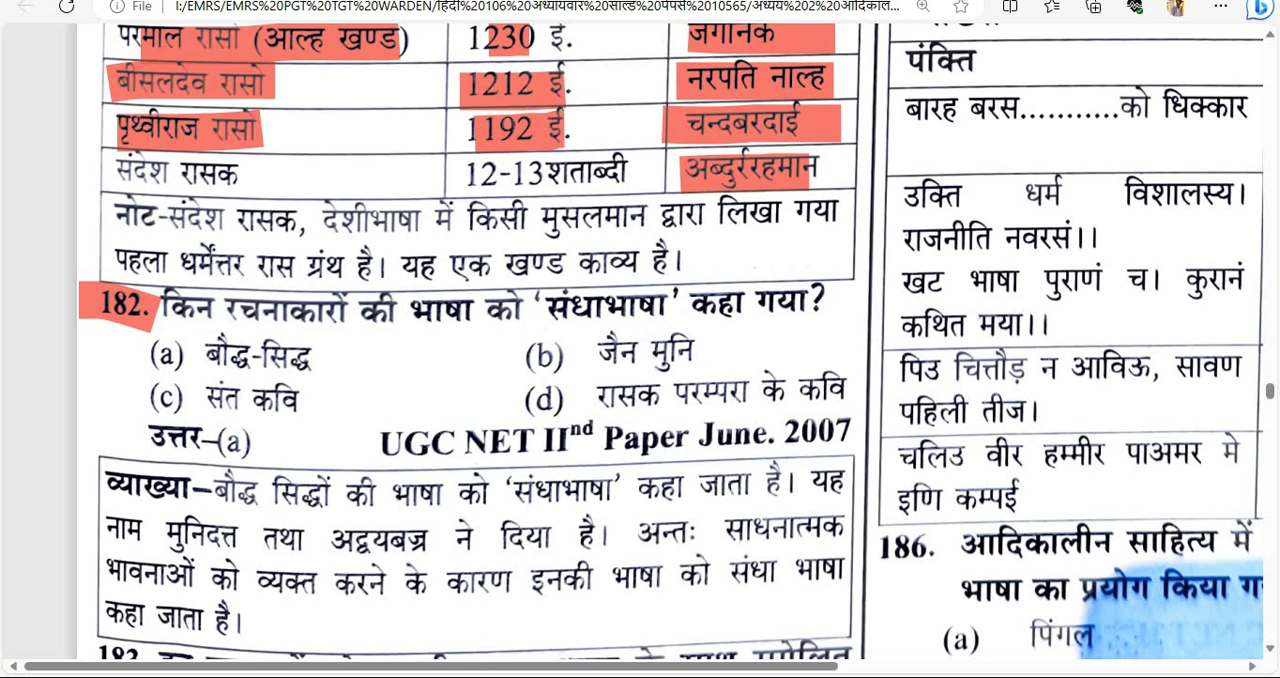 File
I:/EMRS/EMRS%20PGT%20TGT%20WARDEN/हिंदी%20106%20अध्यायवार%20साल्वड%20पेपर्स%2010565/अध्यय%202%20आदिकाल...
परमाल रासो (आल्ह खण्ड) 1230 ई. जगनिक
बीसलदेव रासो 1212 ई. नरपति नाल्ह
पृथ्वीराज रासो 1192 ई. चन्दबरदाई
संदेश रासक 12-13शताब्दी अब्दुर्ररहमान
नोट-संदेश रासक, देशीभाषा में किसी मुसलमान द्वारा लिखा गया
पहला धर्मेत्तर रास ग्रंथ है। यह एक खण्ड काव्य है।
182. किन रचनाकारों की भाषा को ‘संधाभाषा’ कहा गया?
(a) बौद्ध-सिद्ध (b) जैन मुनि
(c) संत कवि (d) रासक परम्परा के कवि
उत्तर–(a) UGC NET IInd Paper June. 2007
व्याख्या–बौद्ध सिद्धों की भाषा को ‘संधाभाषा’ कहा जाता है। यह
नाम मुनिदत्त तथा अद्वयबज्र ने दिया है। अन्तः साधनात्मक
भावनाओं को व्यक्त करने के कारण इनकी भाषा को संधा भाषा
कहा जाता है।
पंक्ति
बारह बरस............को धिक्कार
उक्ति धर्म विशालस्य।
राजनीति नवरसं।।
खट भाषा पुराणं च। कुरानं
कथित मया।।
पिउ चित्तौड़ न आविऊ, सावण
पहिली तीज।
चलिउ वीर हम्मीर पाअमर मे
इणि कम्पई
186. आदिकालीन साहित्य में
भाषा का प्रयोग किया
(a) पिंगल